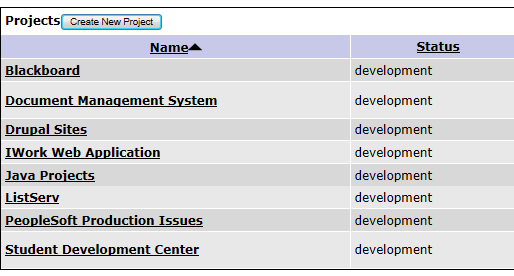 Projects Create New Project
Name Status
Blackboard development
Document Management System development
Drupal Sites development
IWork Web Application development
Java Projects development
ListServ development
PeopleSoft Production Issues development
Student Development Center development